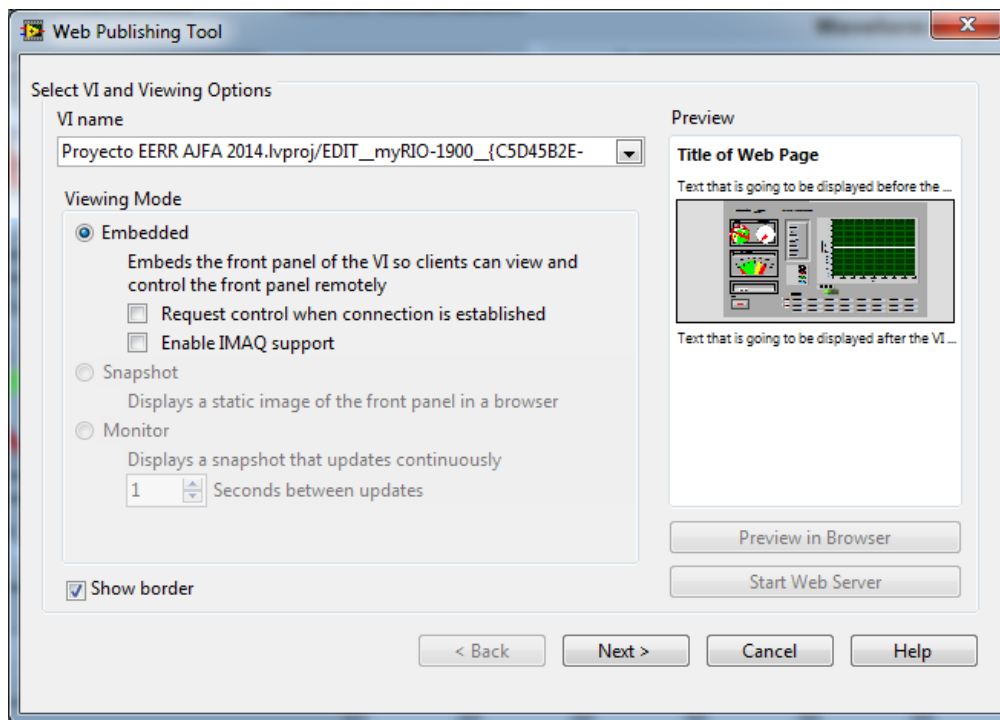 Web Publishing Tool
Select VI and Viewing Options
VI name
Proyecto EERR AJFA 2014.lvproj/EDIT__myRIO-1900__{C5D45B2E-
Viewing Mode
Embedded
Embeds the front panel of the VI so clients can view and
control the front panel remotely
Request control when connection is established
Enable IMAQ support
Snapshot
Displays a static image of the front panel in a browser
Monitor
Displays a snapshot that updates continuously
1 Seconds between updates
Show border
Preview
Title of Web Page
Text that is going to be displayed before the ...
Text that is going to be displayed after the VI ...
Preview in Browser
Start Web Server
< Back
Next >
Cancel
Help